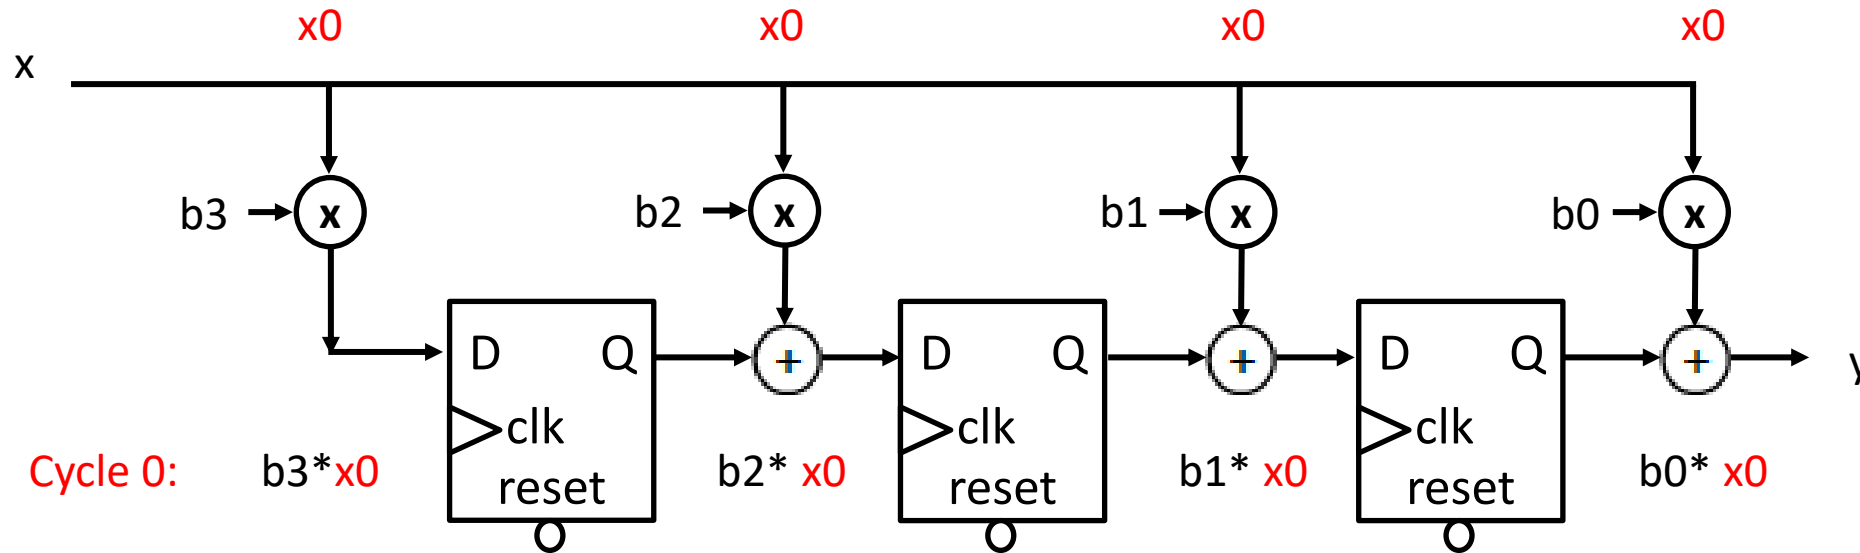 x0 x0 x0 x0
x
b3 x b2 x b1 x b0 x
D Q + D Q + D Q + y
clk clk clk
Cycle 0: b3*x0 b2* x0 b1* x0 b0* x0
reset reset reset